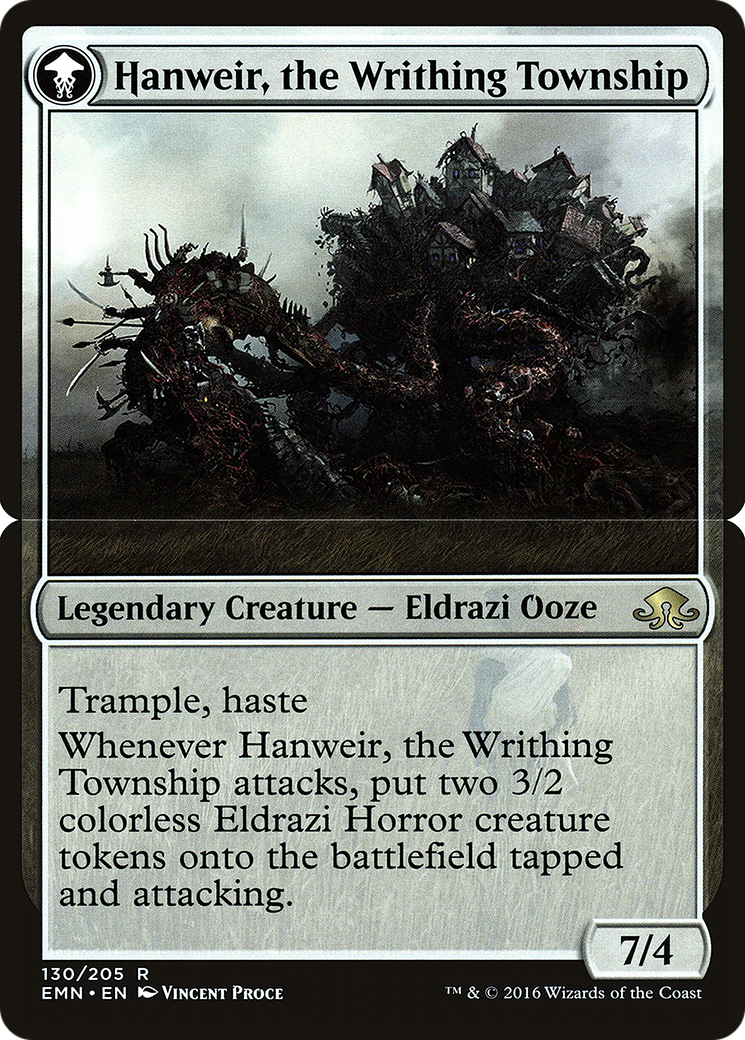 Hanweir, the Writhing Township
Legendary Creature — Eldrazi Ooze
Trample, haste
Whenever Hanweir, the Writhing
Township attacks, put two 3/2
colorless Eldrazi Horror creature
tokens onto the battlefield tapped
and attacking.
7/4
130/205 R
EMN • EN Vincent Proce
™ & © 2016 Wizards of the Coast